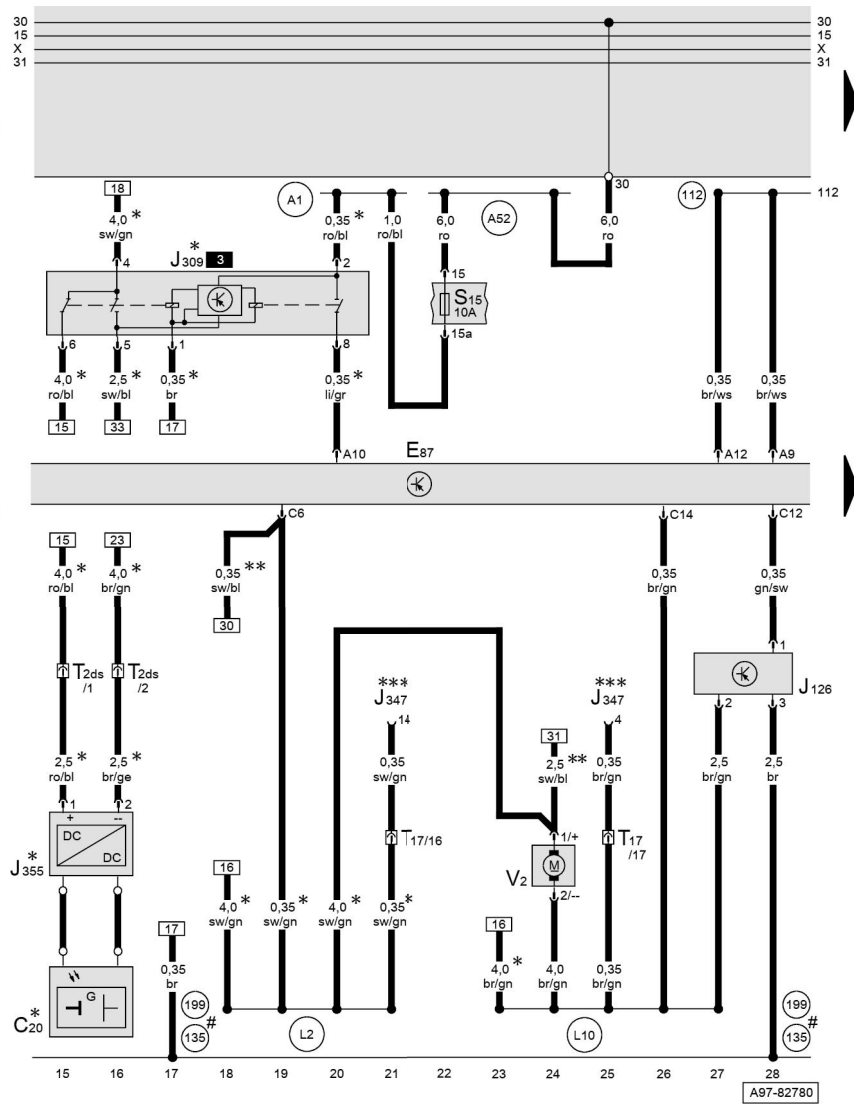 30 30
15 15
X X
31 31
18 A1 A52 30 112 112
4,0 * 0,35 * 1,0 6,0 6,0
sw/gn ro/bl ro/bl ro ro
4 J309 * 3 2 15
S15
10A
6 5 1 8 15a
4,0 * 2,5 * 0,35 * 0,35 * 0,35 0,35
ro/bl sw/bl br li/gr br/ws br/ws
15 33 17
A10 E87 A12 A9
C6 C14 C12
15 23
4,0 * 4,0 * 0,35 ** 0,35 0,35
ro/bl br/gn sw/bl br/gn gn/sw
30
1
T2ds T2ds *** ***
/1 /2 J347 J347 J126
14 4 2 3
31
2,5 * 2,5 * 0,35 2,5 ** 0,35 2,5 2,5
ro/bl br/ge sw/gn sw/bl br/gn br/gn br
1 2
+ --
DC T17/16 1/+ T17
DC /17
J355 * V2 M
16 2/--
4,0 * 0,35 * 4,0 * 0,35 *
sw/gn sw/gn sw/gn sw/gn
17 16
0,35 4,0 * 4,0 0,35
br br/gn br/gn br/gn
G 199 199
C20 * 135 # L2 L10 135 #
15 16 17 18 19 20 21 22 23 24 25 26 27 28
A97-82780